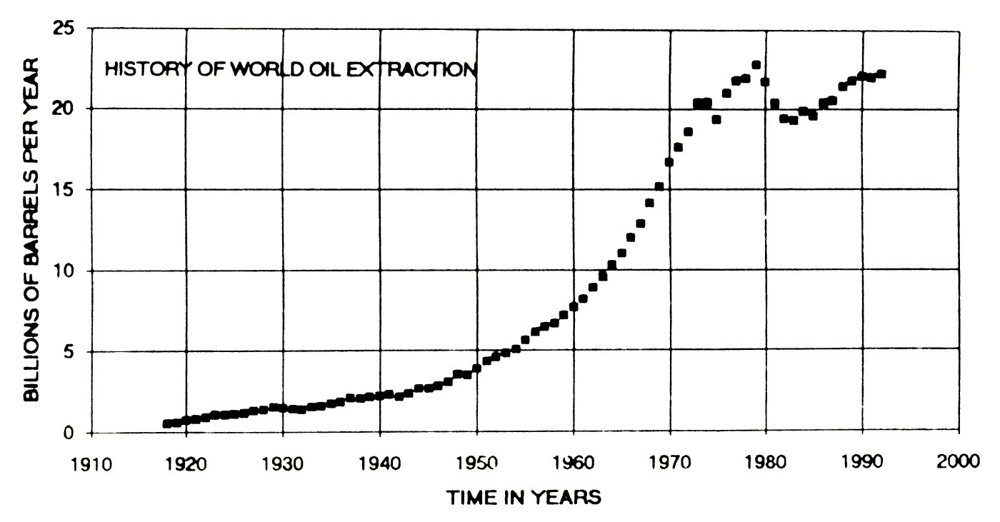 HISTORY OF WORLD OIL EXTRACTION
BILLIONS OF BARRELS PER YEAR
25
20
15
10
5
0
1910 1920 1930 1940 1950 1960 1970 1980 1990 2000
TIME IN YEARS